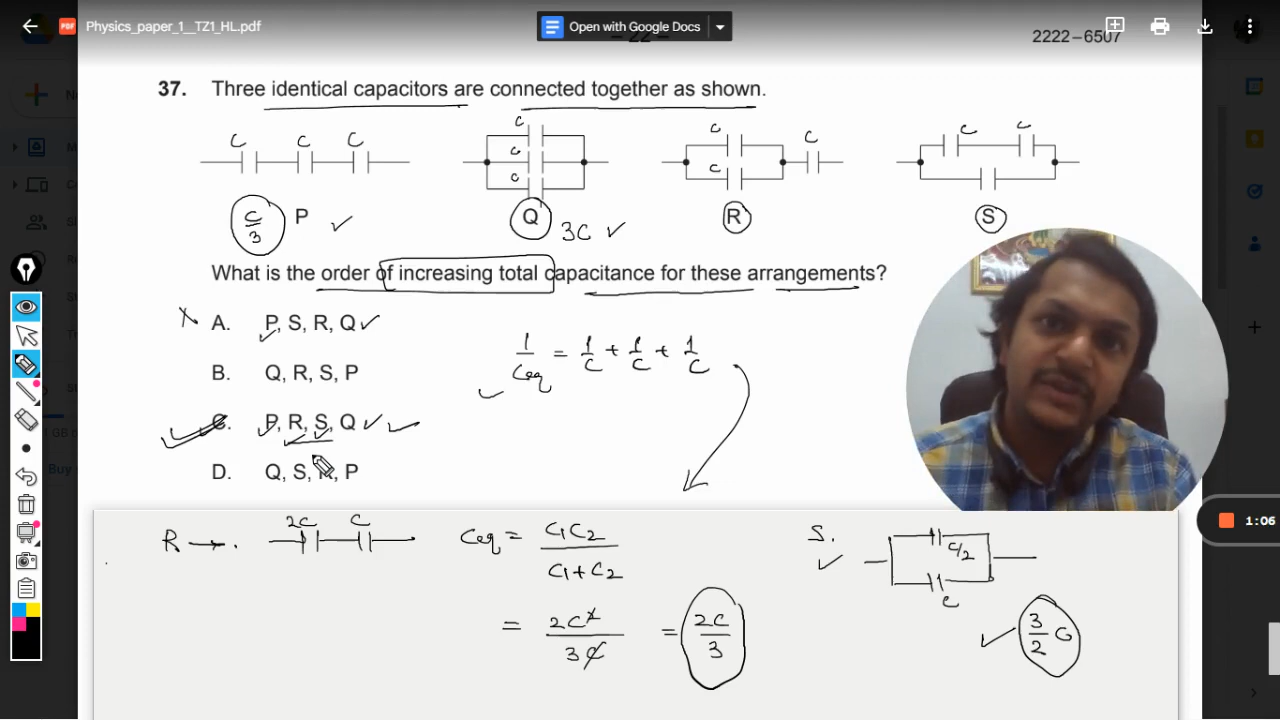 Physics_paper_1__TZ1_HL.pdf
Open with Google Docs
– 22 –
2222–6507
37. Three identical capacitors are connected together as shown.
C C C
C C C
C C C
C C
C/3 P ✓
Q 3C ✓
R
S
What is the order of increasing total capacitance for these arrangements?
A. P, S, R, Q
B. Q, R, S, P
C. P, R, S, Q
D. Q, S, R, P
1/Ceq = 1/C + 1/C + 1/C
R → 2C C
Ceq = C1C2/C1+C2
= 2C²/3C = 2C/3
S.
C/2
C
3/2 C
1:06